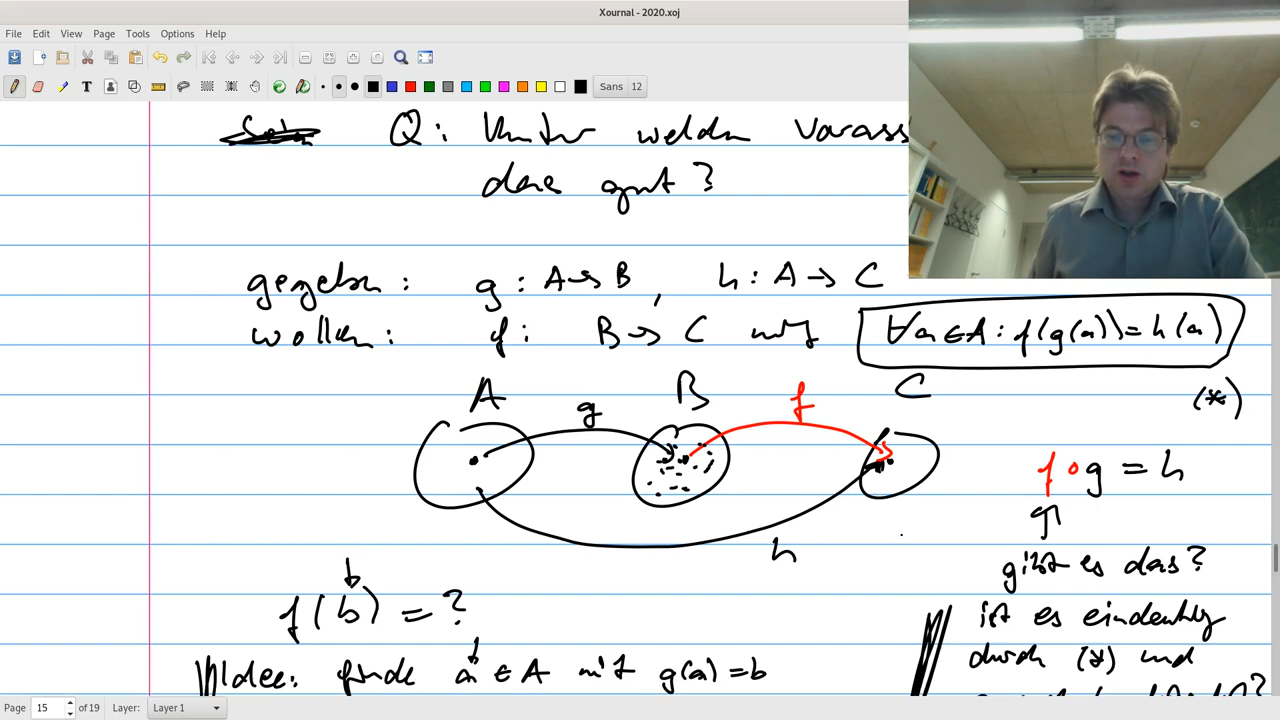 Xournal - 2020.xoj
File Edit View Page Tools Options Help
Sans 12
Q: Unter welchen Vorauss
das gut?
gegeben: g: A → B, h: A → C
wollen: f: B → C mit ∀a∈A: f(g(a)) = h(a)
(*)
A B C
g f
f ∘ g = h
h
gibt es das?
f(b) = ?
ist es eindeutig
durch (*) und
Idee: finde a ∈ A mit g(a) = b
Page 15 of 19 Layer: Layer 1